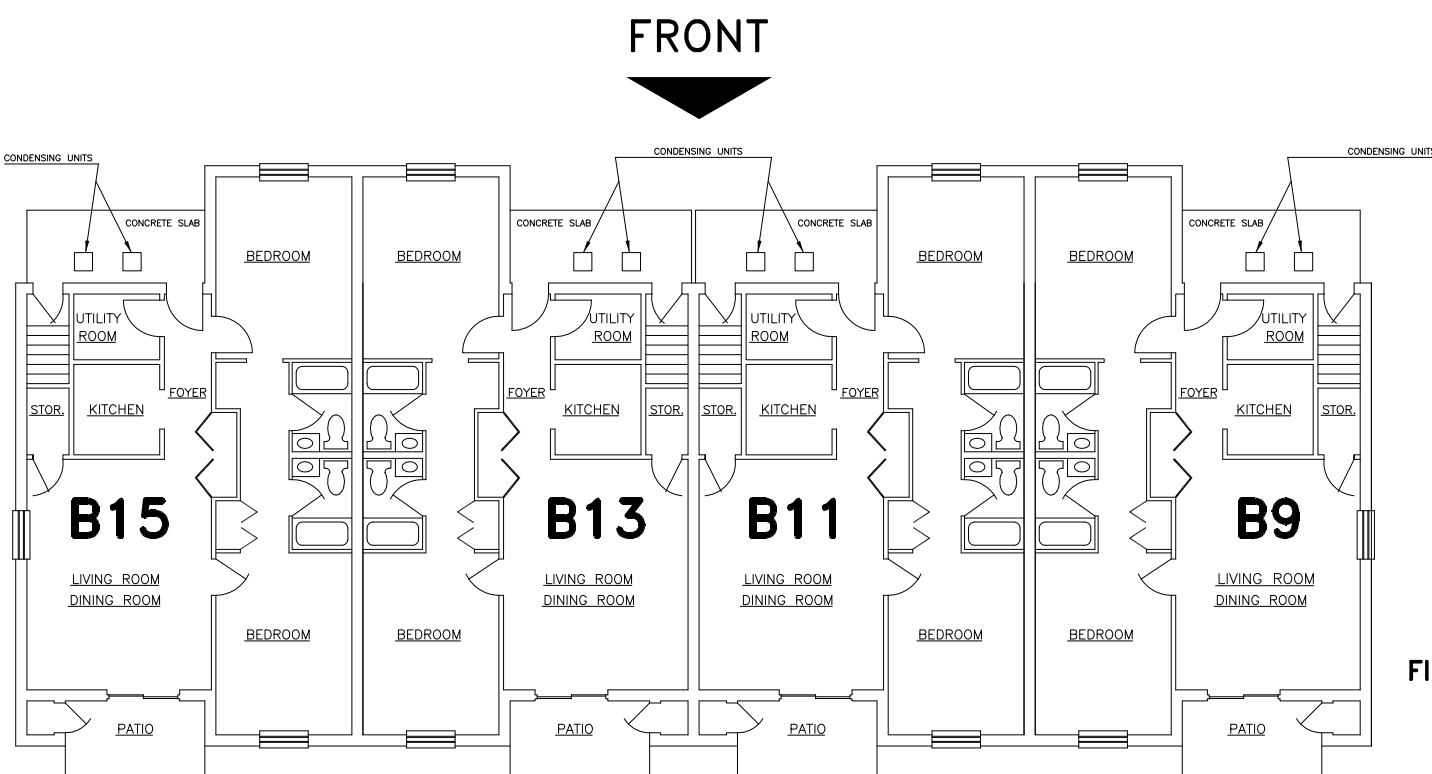 FRONT
CONDENSING UNITS
CONDENSING UNITS
CONDENSING UNITS
CONCRETE SLAB
CONCRETE SLAB
CONCRETE SLAB
CONCRETE SLAB
BEDROOM
BEDROOM
BEDROOM
BEDROOM
UTILITY
ROOM
UTILITY
ROOM
UTILITY
ROOM
UTILITY
ROOM
FOYER
FOYER
FOYER
FOYER
STOR.
KITCHEN
KITCHEN
STOR.
STOR.
KITCHEN
KITCHEN
STOR.
B15
B13
B11
B9
LIVING ROOM
DINING ROOM
LIVING ROOM
DINING ROOM
LIVING ROOM
DINING ROOM
LIVING ROOM
DINING ROOM
BEDROOM
BEDROOM
BEDROOM
BEDROOM
FI
PATIO
PATIO
PATIO
PATIO